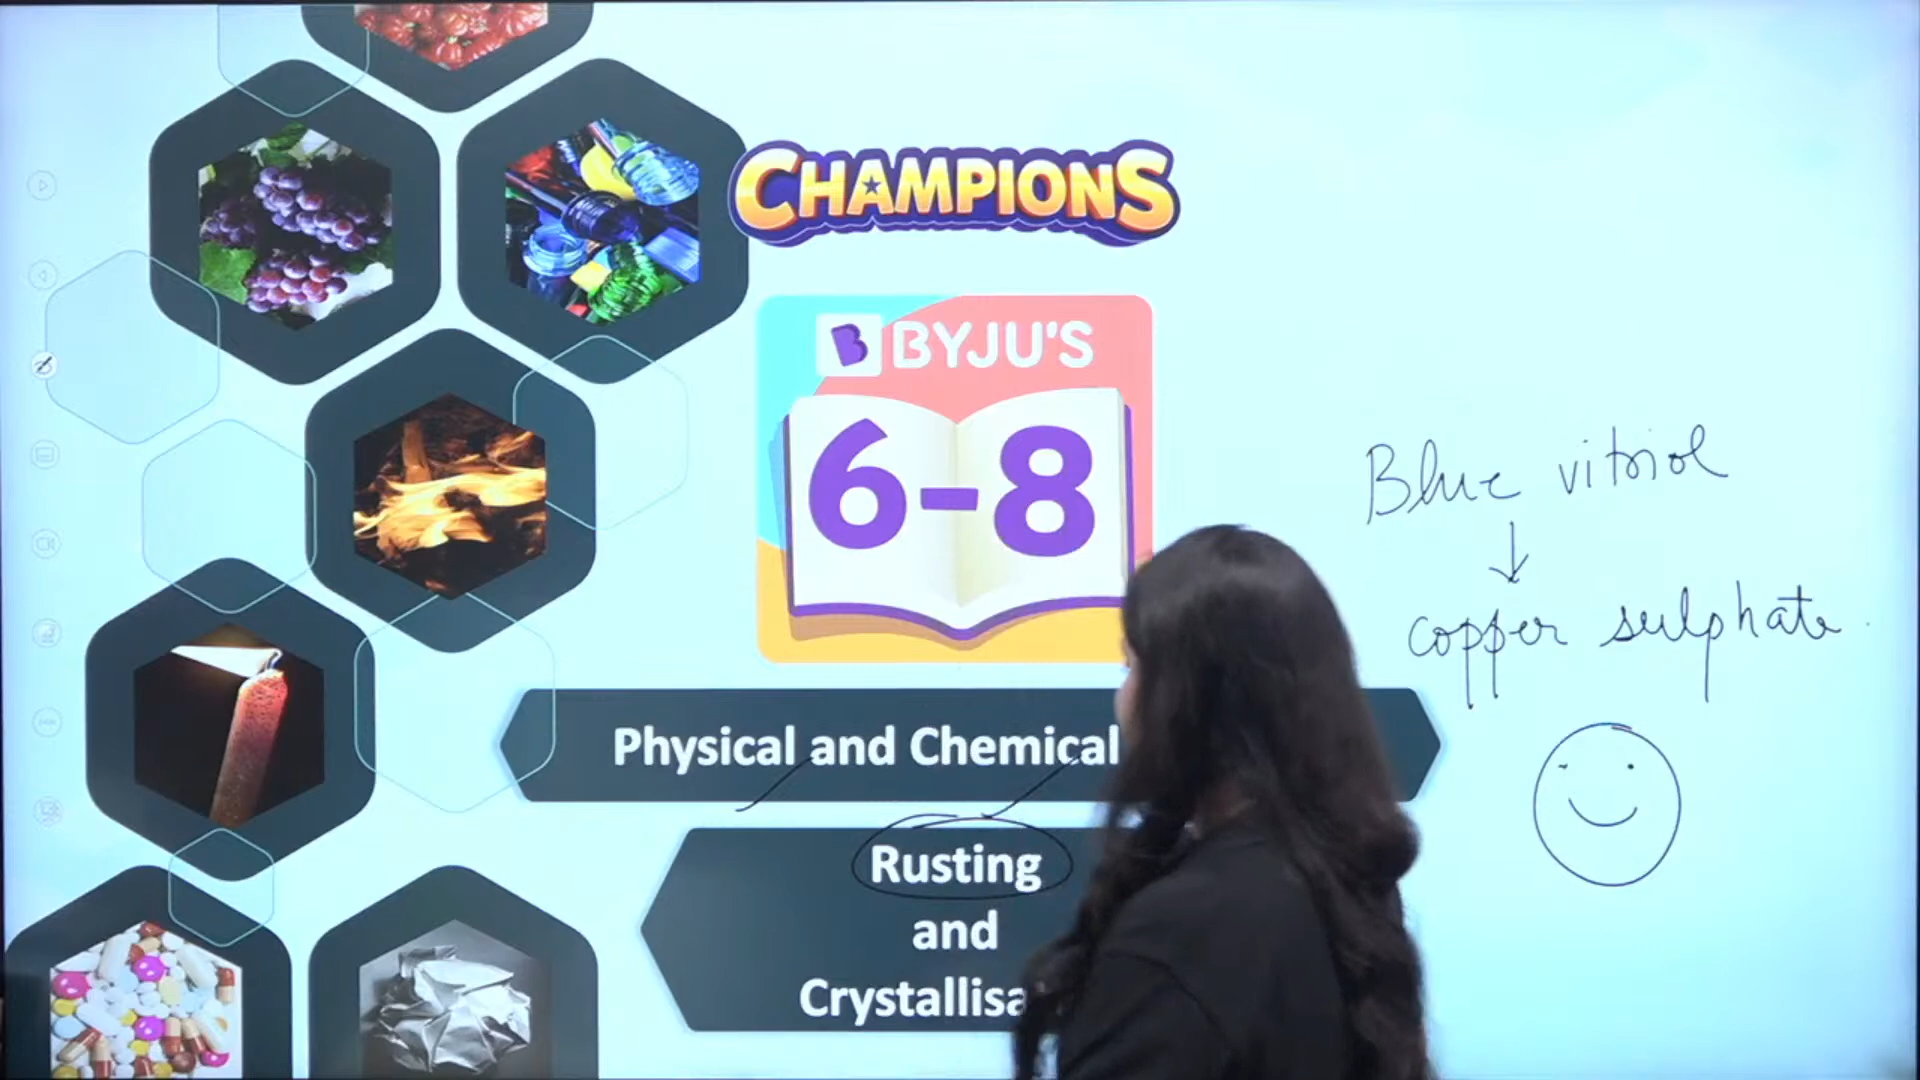 CHAMPIONS
B BYJU'S
6-8
Blue vitriol
↓
copper sulphate.
Physical and Chemical
Rusting
and
Crystallisa